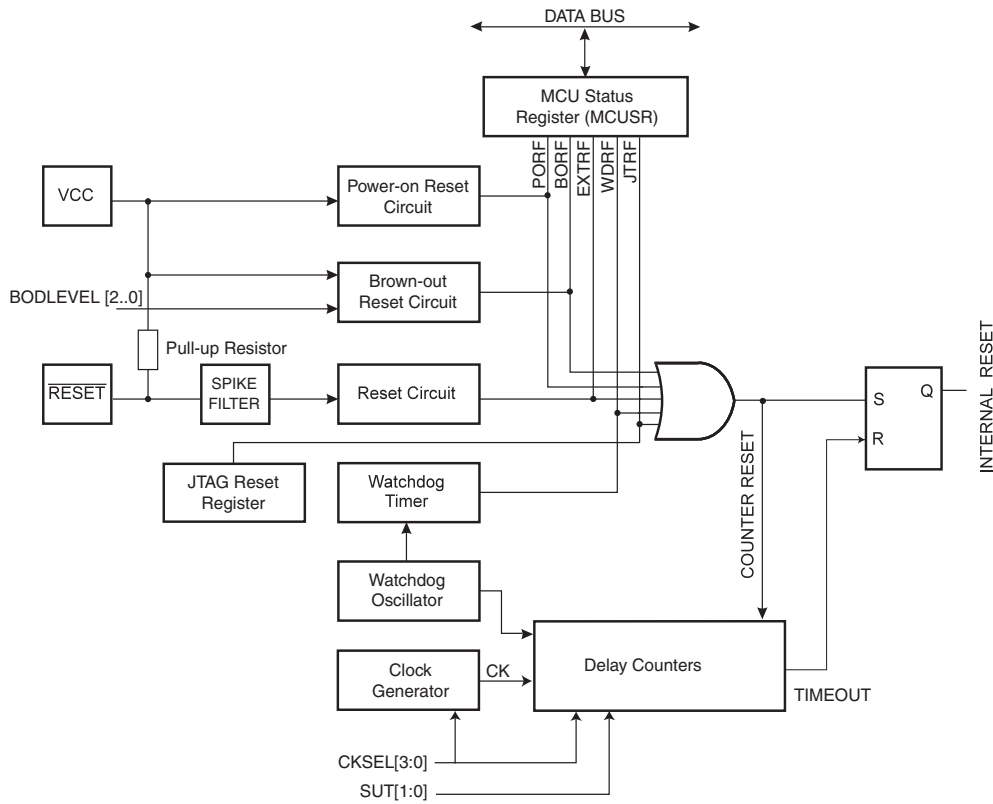 DATA BUS
MCU Status
Register (MCUSR)
PORF
BORF
EXTRF
WDRF
JTRF
VCC
Power-on Reset
Circuit
BODLEVEL [2..0]
Brown-out
Reset Circuit
Pull-up Resistor
RESET
SPIKE
FILTER
Reset Circuit
S
Q
R
INTERNAL RESET
JTAG Reset
Register
Watchdog
Timer
COUNTER RESET
Watchdog
Oscillator
Clock
Generator
CK
Delay Counters
TIMEOUT
CKSEL[3:0]
SUT[1:0]